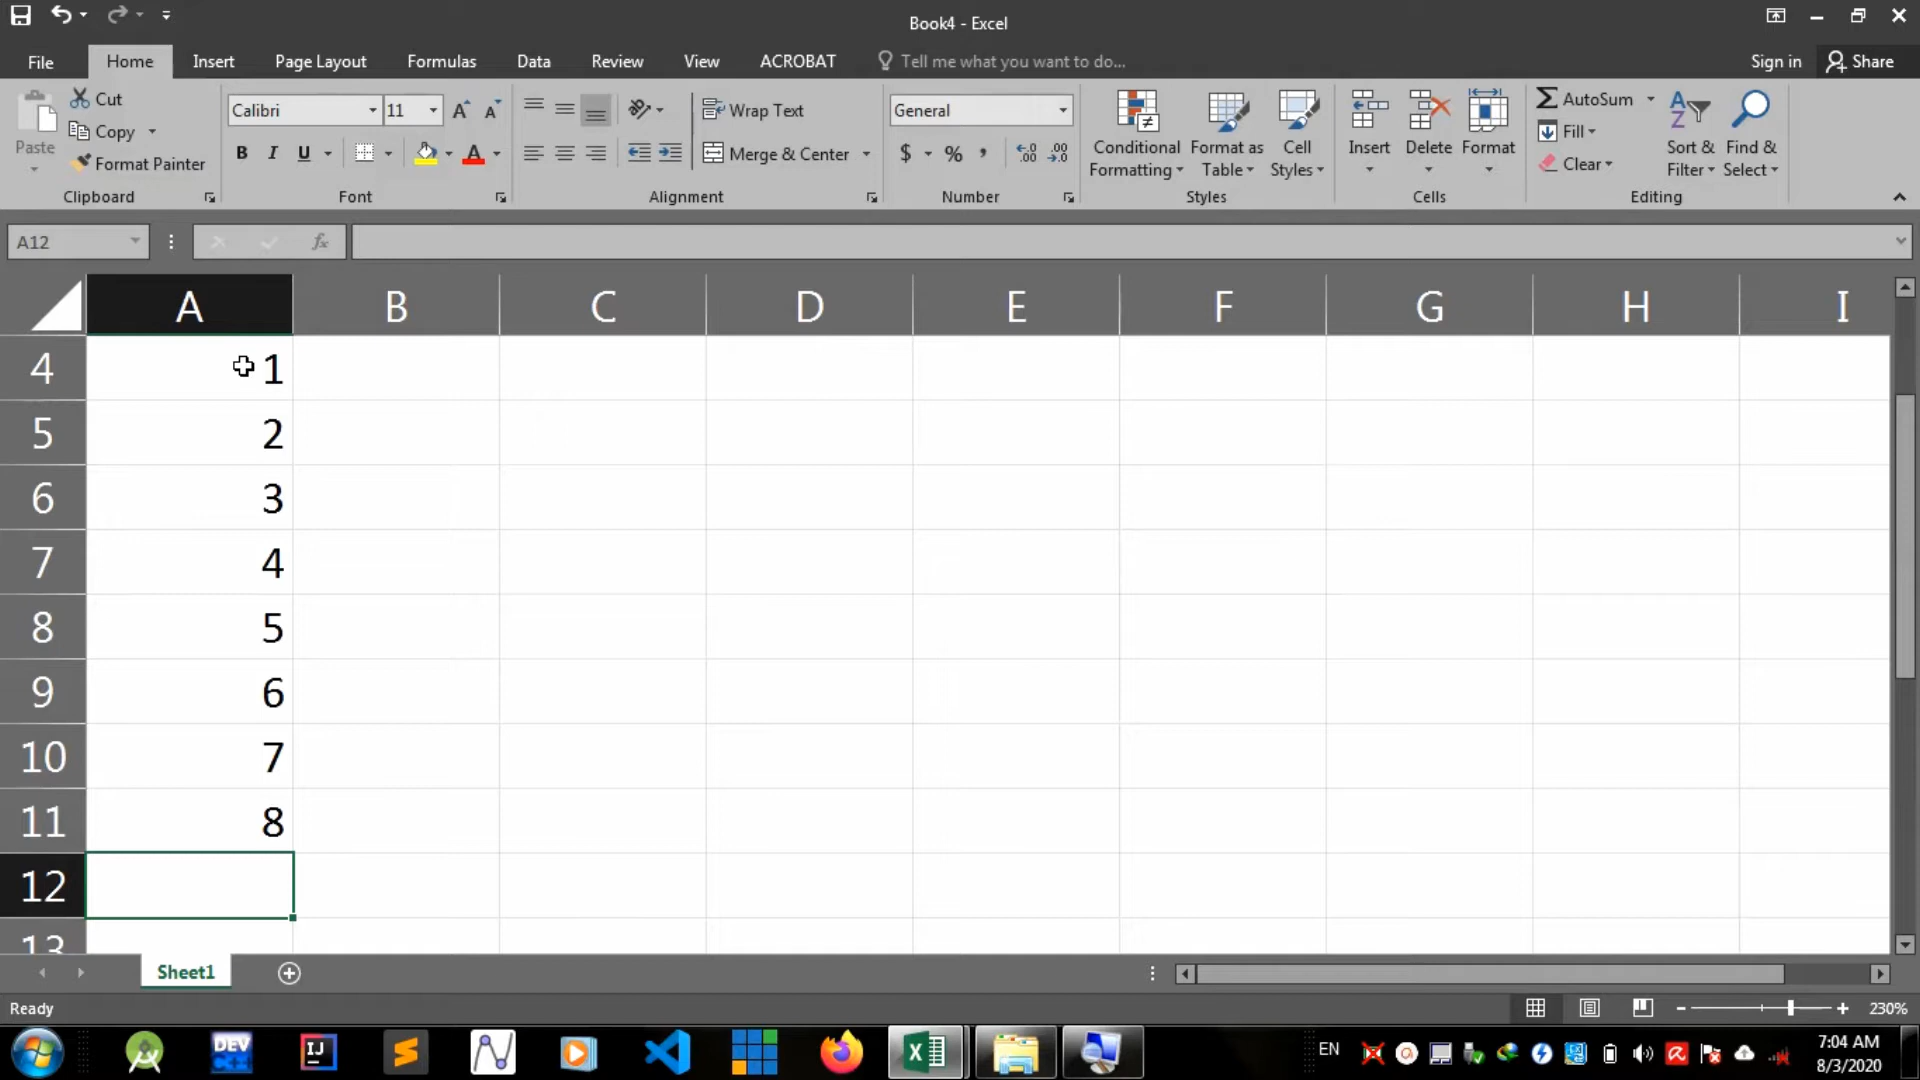 Book4 - Excel
File Home Insert Page Layout Formulas Data Review View ACROBAT Tell me what you want to do... Sign in Share
Paste
Cut
Copy
Format Painter
Clipboard
Calibri 11
B I U
Font
Wrap Text
Merge & Center
Alignment
General
$ % ,
Number
Conditional Formatting
Format as Table
Cell Styles
Styles
Insert Delete Format
Cells
AutoSum
Fill
Clear
Sort & Filter
Find & Select
Editing
A12 fx
A B C D E F G H I
4 1
5 2
6 3
7 4
8 5
9 6
10 7
11 8
12
13
Sheet1
Ready 230%
DEV C++ IJ EN 7:04 AM
8/3/2020